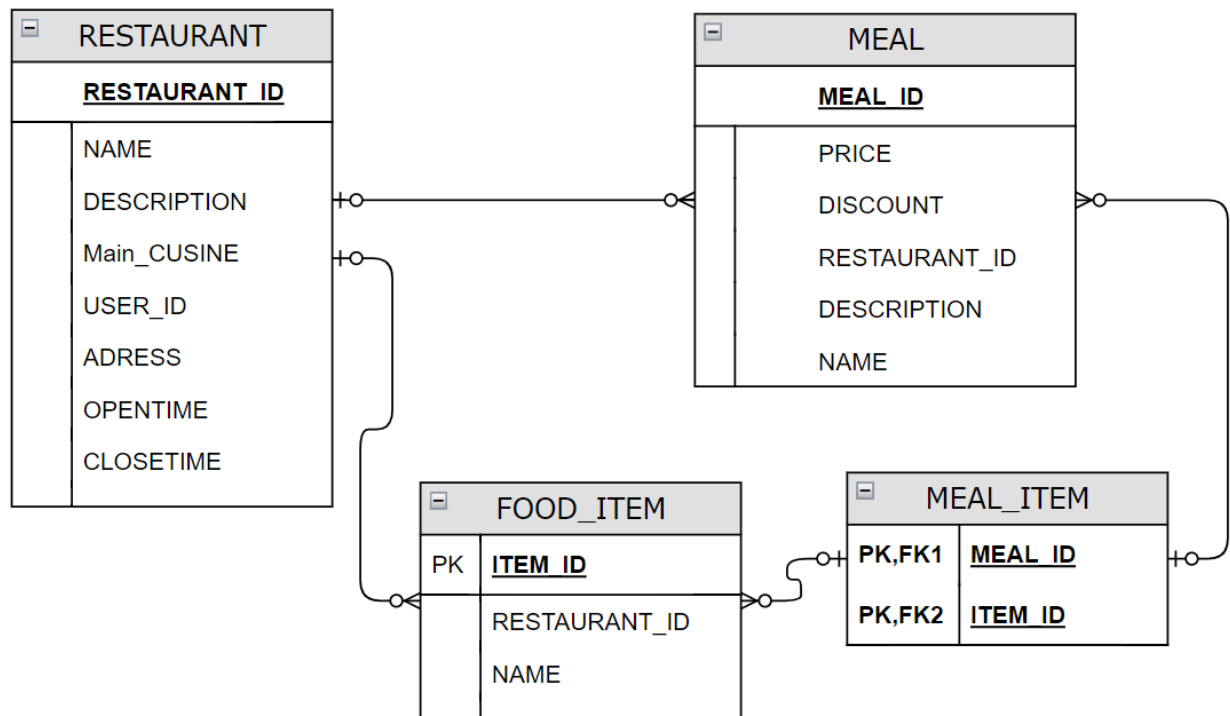 RESTAURANT
RESTAURANT_ID
NAME
DESCRIPTION
Main_CUSINE
USER_ID
ADRESS
OPENTIME
CLOSETIME
MEAL
MEAL_ID
PRICE
DISCOUNT
RESTAURANT_ID
DESCRIPTION
NAME
FOOD_ITEM
PK ITEM_ID
RESTAURANT_ID
NAME
MEAL_ITEM
PK,FK1 MEAL_ID
PK,FK2 ITEM_ID